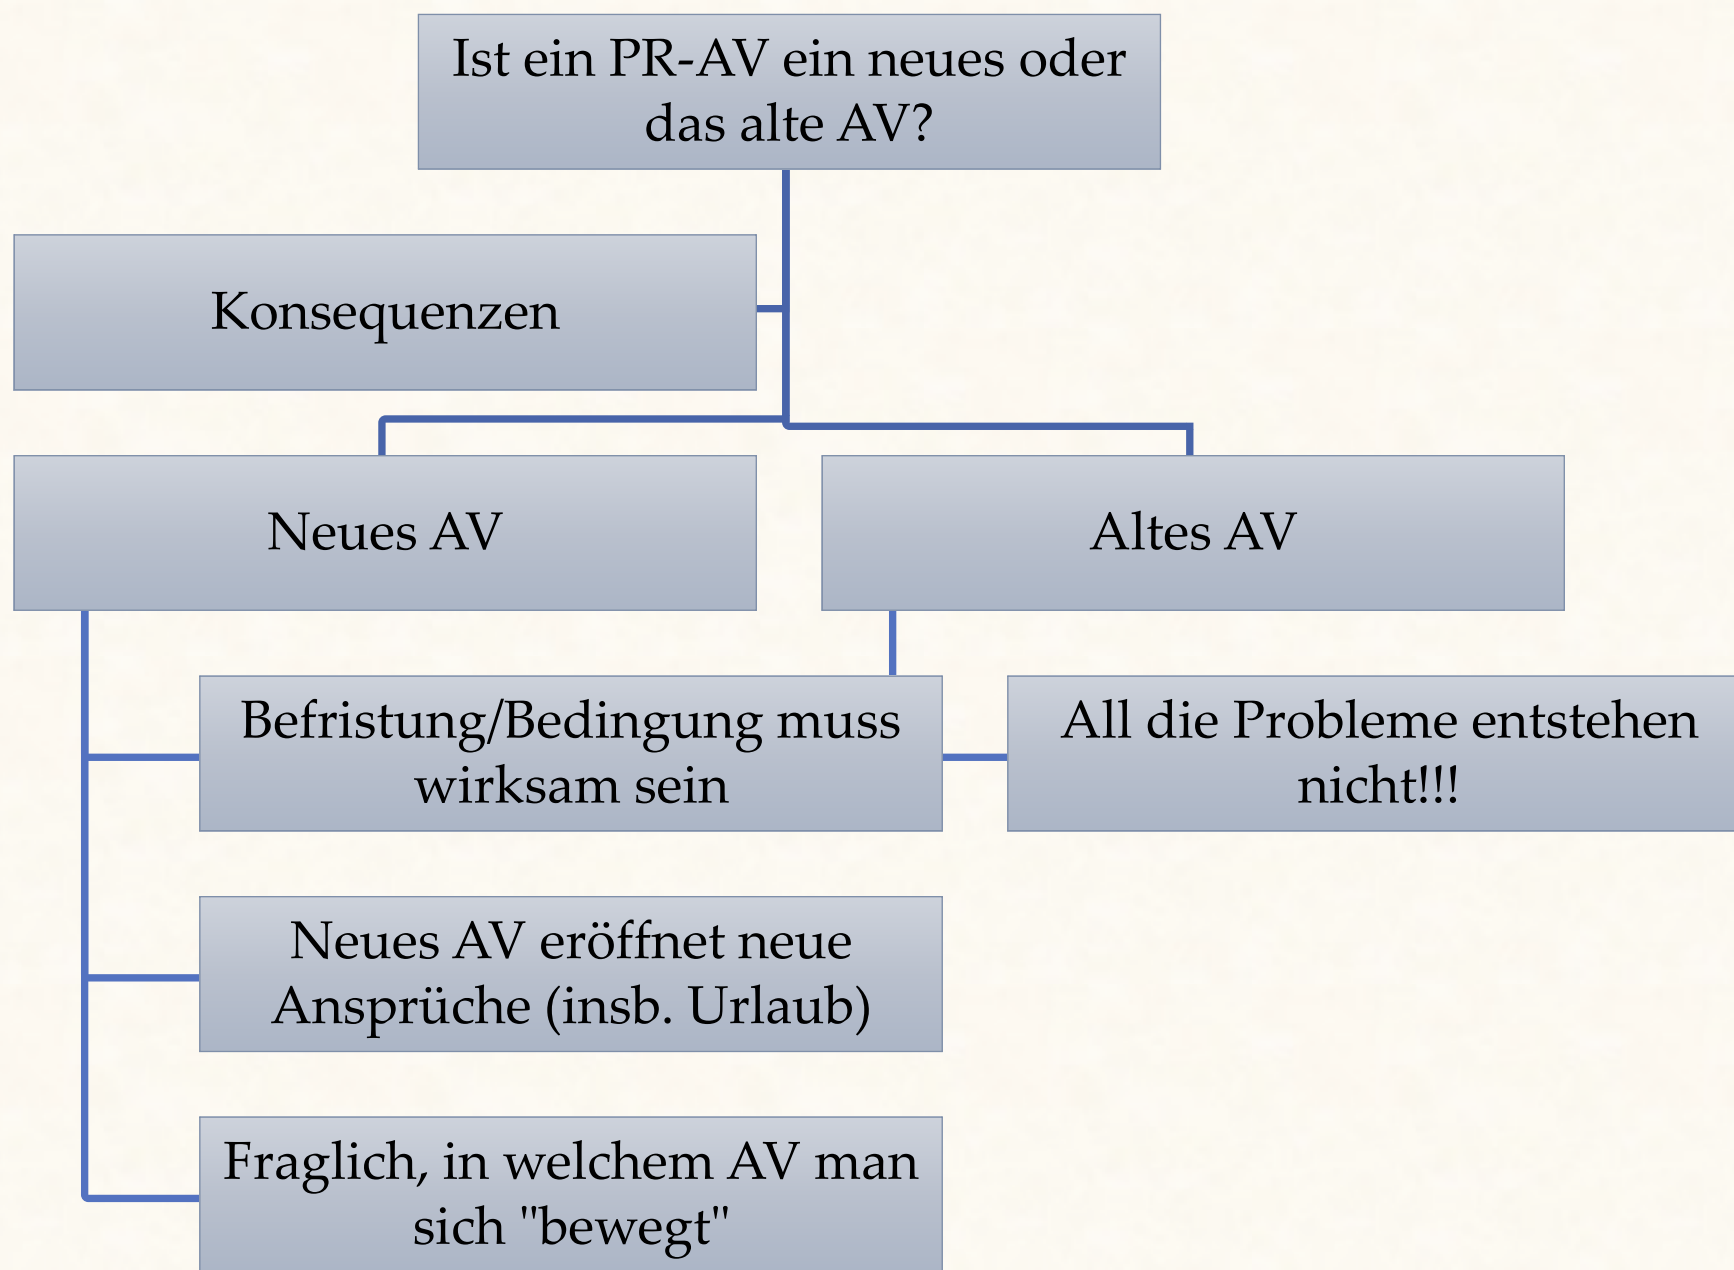 Ist ein PR-AV ein neues oder
das alte AV?
Konsequenzen
Neues AV
Altes AV
Befristung/Bedingung muss
wirksam sein
All die Probleme entstehen
nicht!!!
Neues AV eröffnet neue
Ansprüche (insb. Urlaub)
Fraglich, in welchem AV man
sich "bewegt"